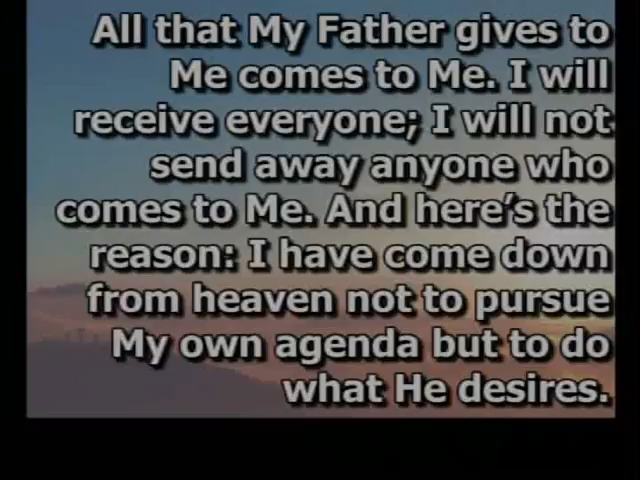 All that My Father gives to
Me comes to Me. I will
receive everyone; I will not
send away anyone who
comes to Me. And here's the
reason: I have come down
from heaven not to pursue
My own agenda but to do
what He desires.